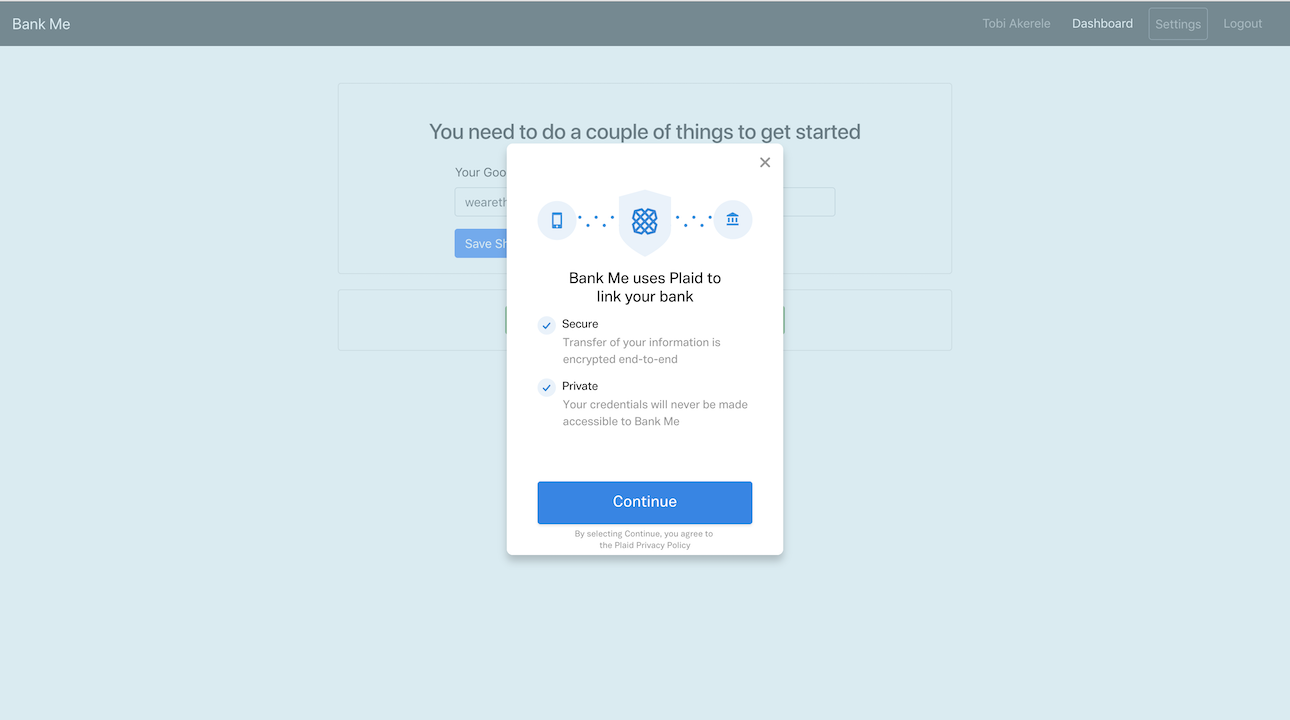 Bank Me
Tobi Akerele Dashboard Settings Logout
You need to do a couple of things to get started
Your Goo
weareth
Save Sh
Bank Me uses Plaid to
link your bank
Secure
Transfer of your information is
encrypted end-to-end
Private
Your credentials will never be made
accessible to Bank Me
Continue
By selecting Continue, you agree to
the Plaid Privacy Policy